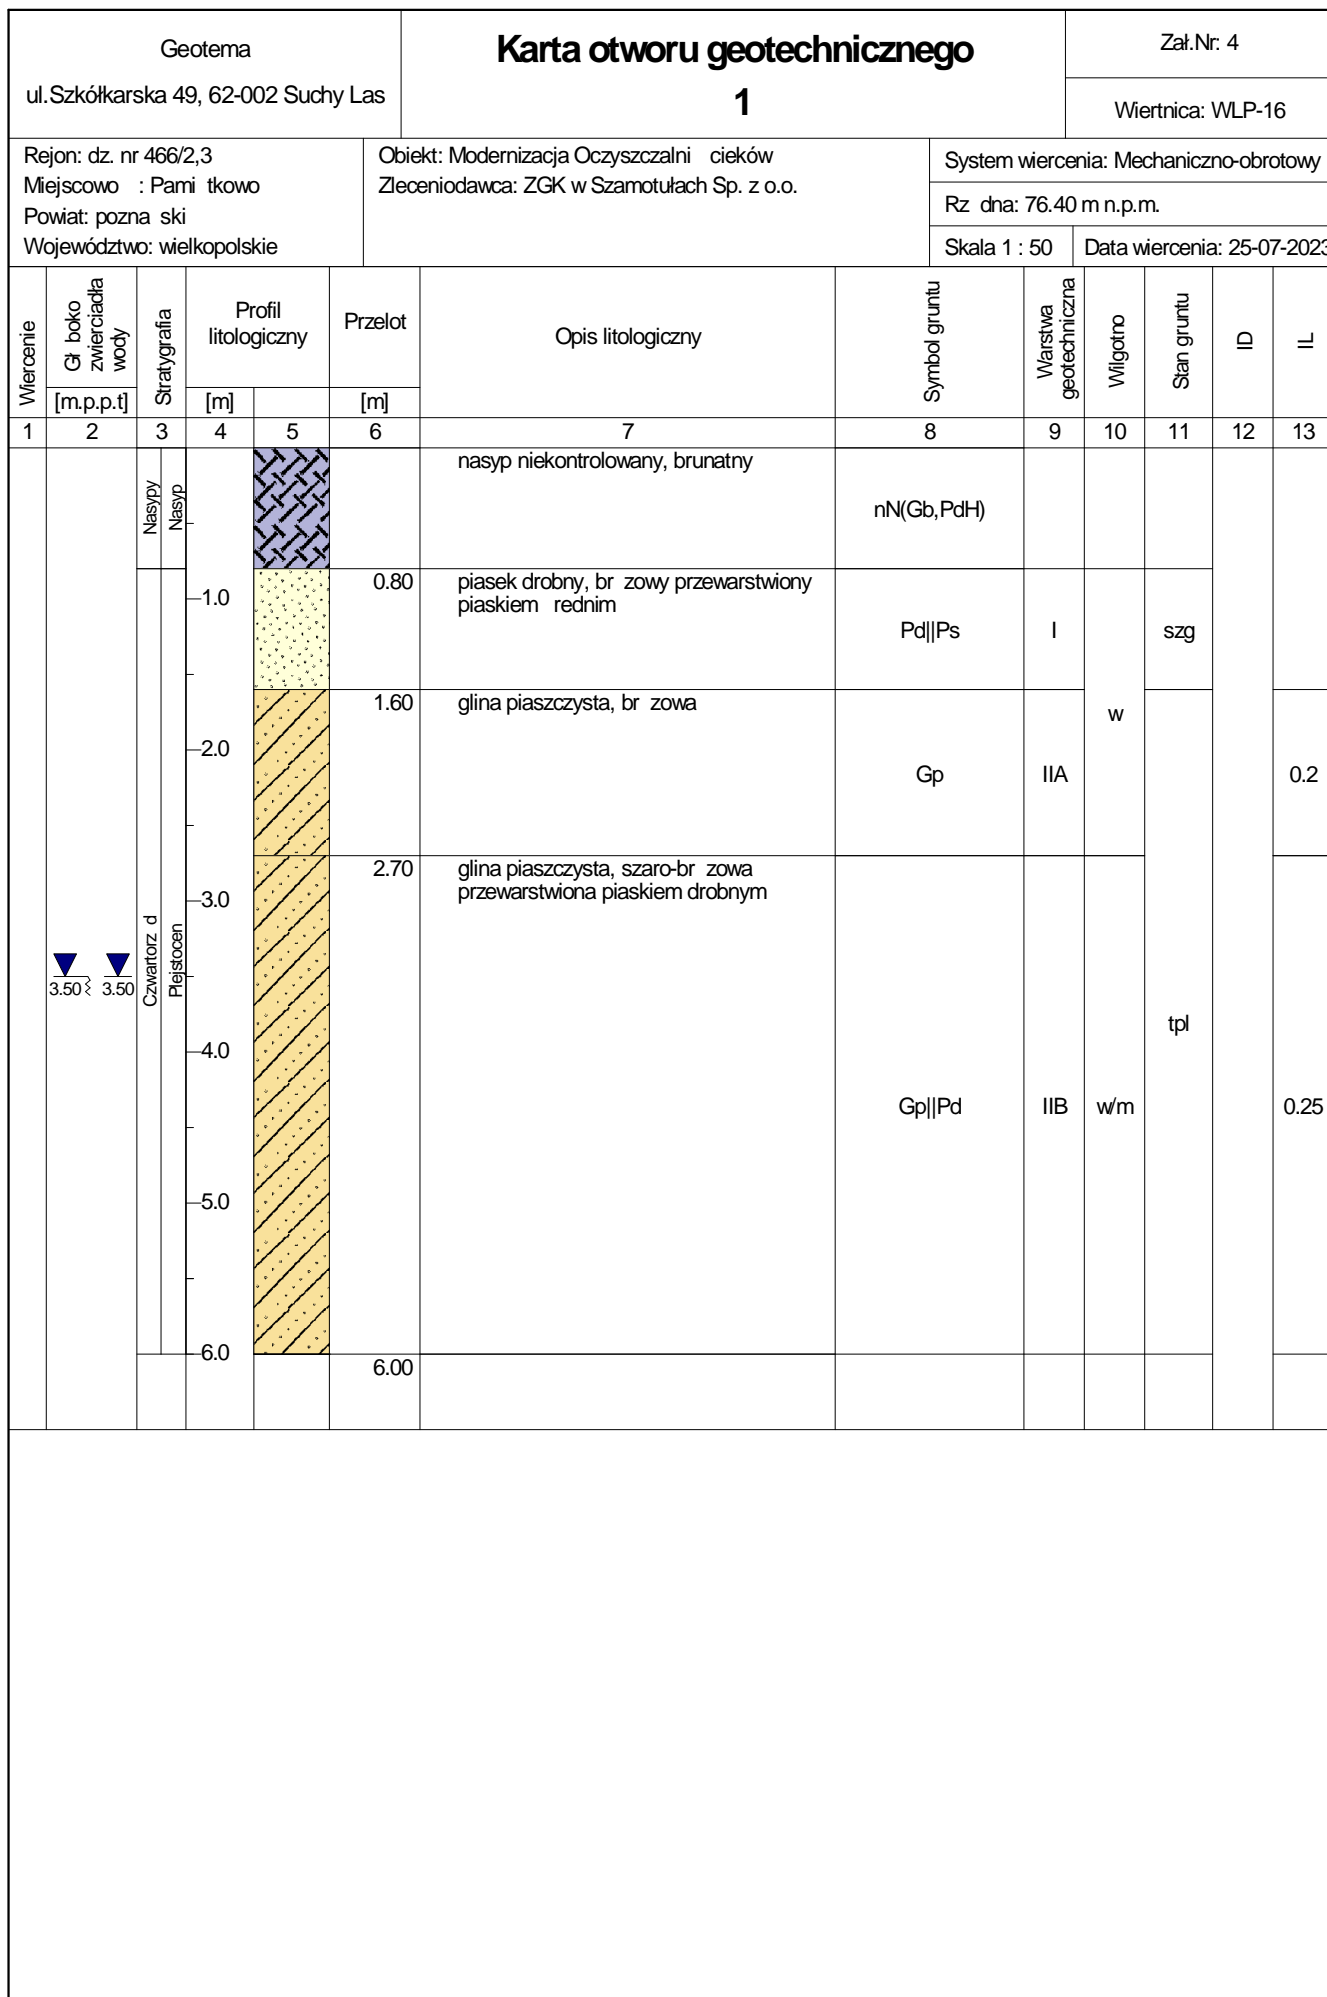 Geotema
ul.Szkółkarska 49, 62-002 Suchy Las
Karta otworu geotechnicznego
1
Zał.Nr: 4
Wiertnica: WLP-16
Rejon: dz. nr 466/2,3
Miejscowo : Pami tkowo
Powiat: pozna ski
Województwo: wielkopolskie
Obiekt: Modernizacja Oczyszczalni cieków
Zleceniodawca: ZGK w Szamotułach Sp. z o.o.
System wiercenia: Mechaniczno-obrotowy
Rz dna: 76.40 m n.p.m.
Skala 1 : 50
Data wiercenia: 25-07-2023
Wiercenie
Gł boko
zwierciadła
wody
[m.p.p.t]
Stratygrafia
Profil
litologiczny
[m]
Przelot
[m]
Opis litologiczny
Symbol gruntu
Warstwa
geotechniczna
Wilgotno
Stan gruntu
ID
IL
1 2 3 4 5 6 7 8 9 10 11 12 13
Nasypy
Nasyp
nasyp niekontrolowany, brunatny
nN(Gb,PdH)
1.0
0.80
piasek drobny, br zowy przewarstwiony
piaskiem rednim
Pd||Ps
I
szg
1.60
glina piaszczysta, br zowa
w
2.0
Gp
IIA
0.2
2.70
glina piaszczysta, szaro-br zowa
przewarstwiona piaskiem drobnym
3.0
Czwartorz d
Plejstocen
3.50 3.50
4.0
tpl
Gp||Pd
IIB
w/m
0.25
5.0
6.0
6.00